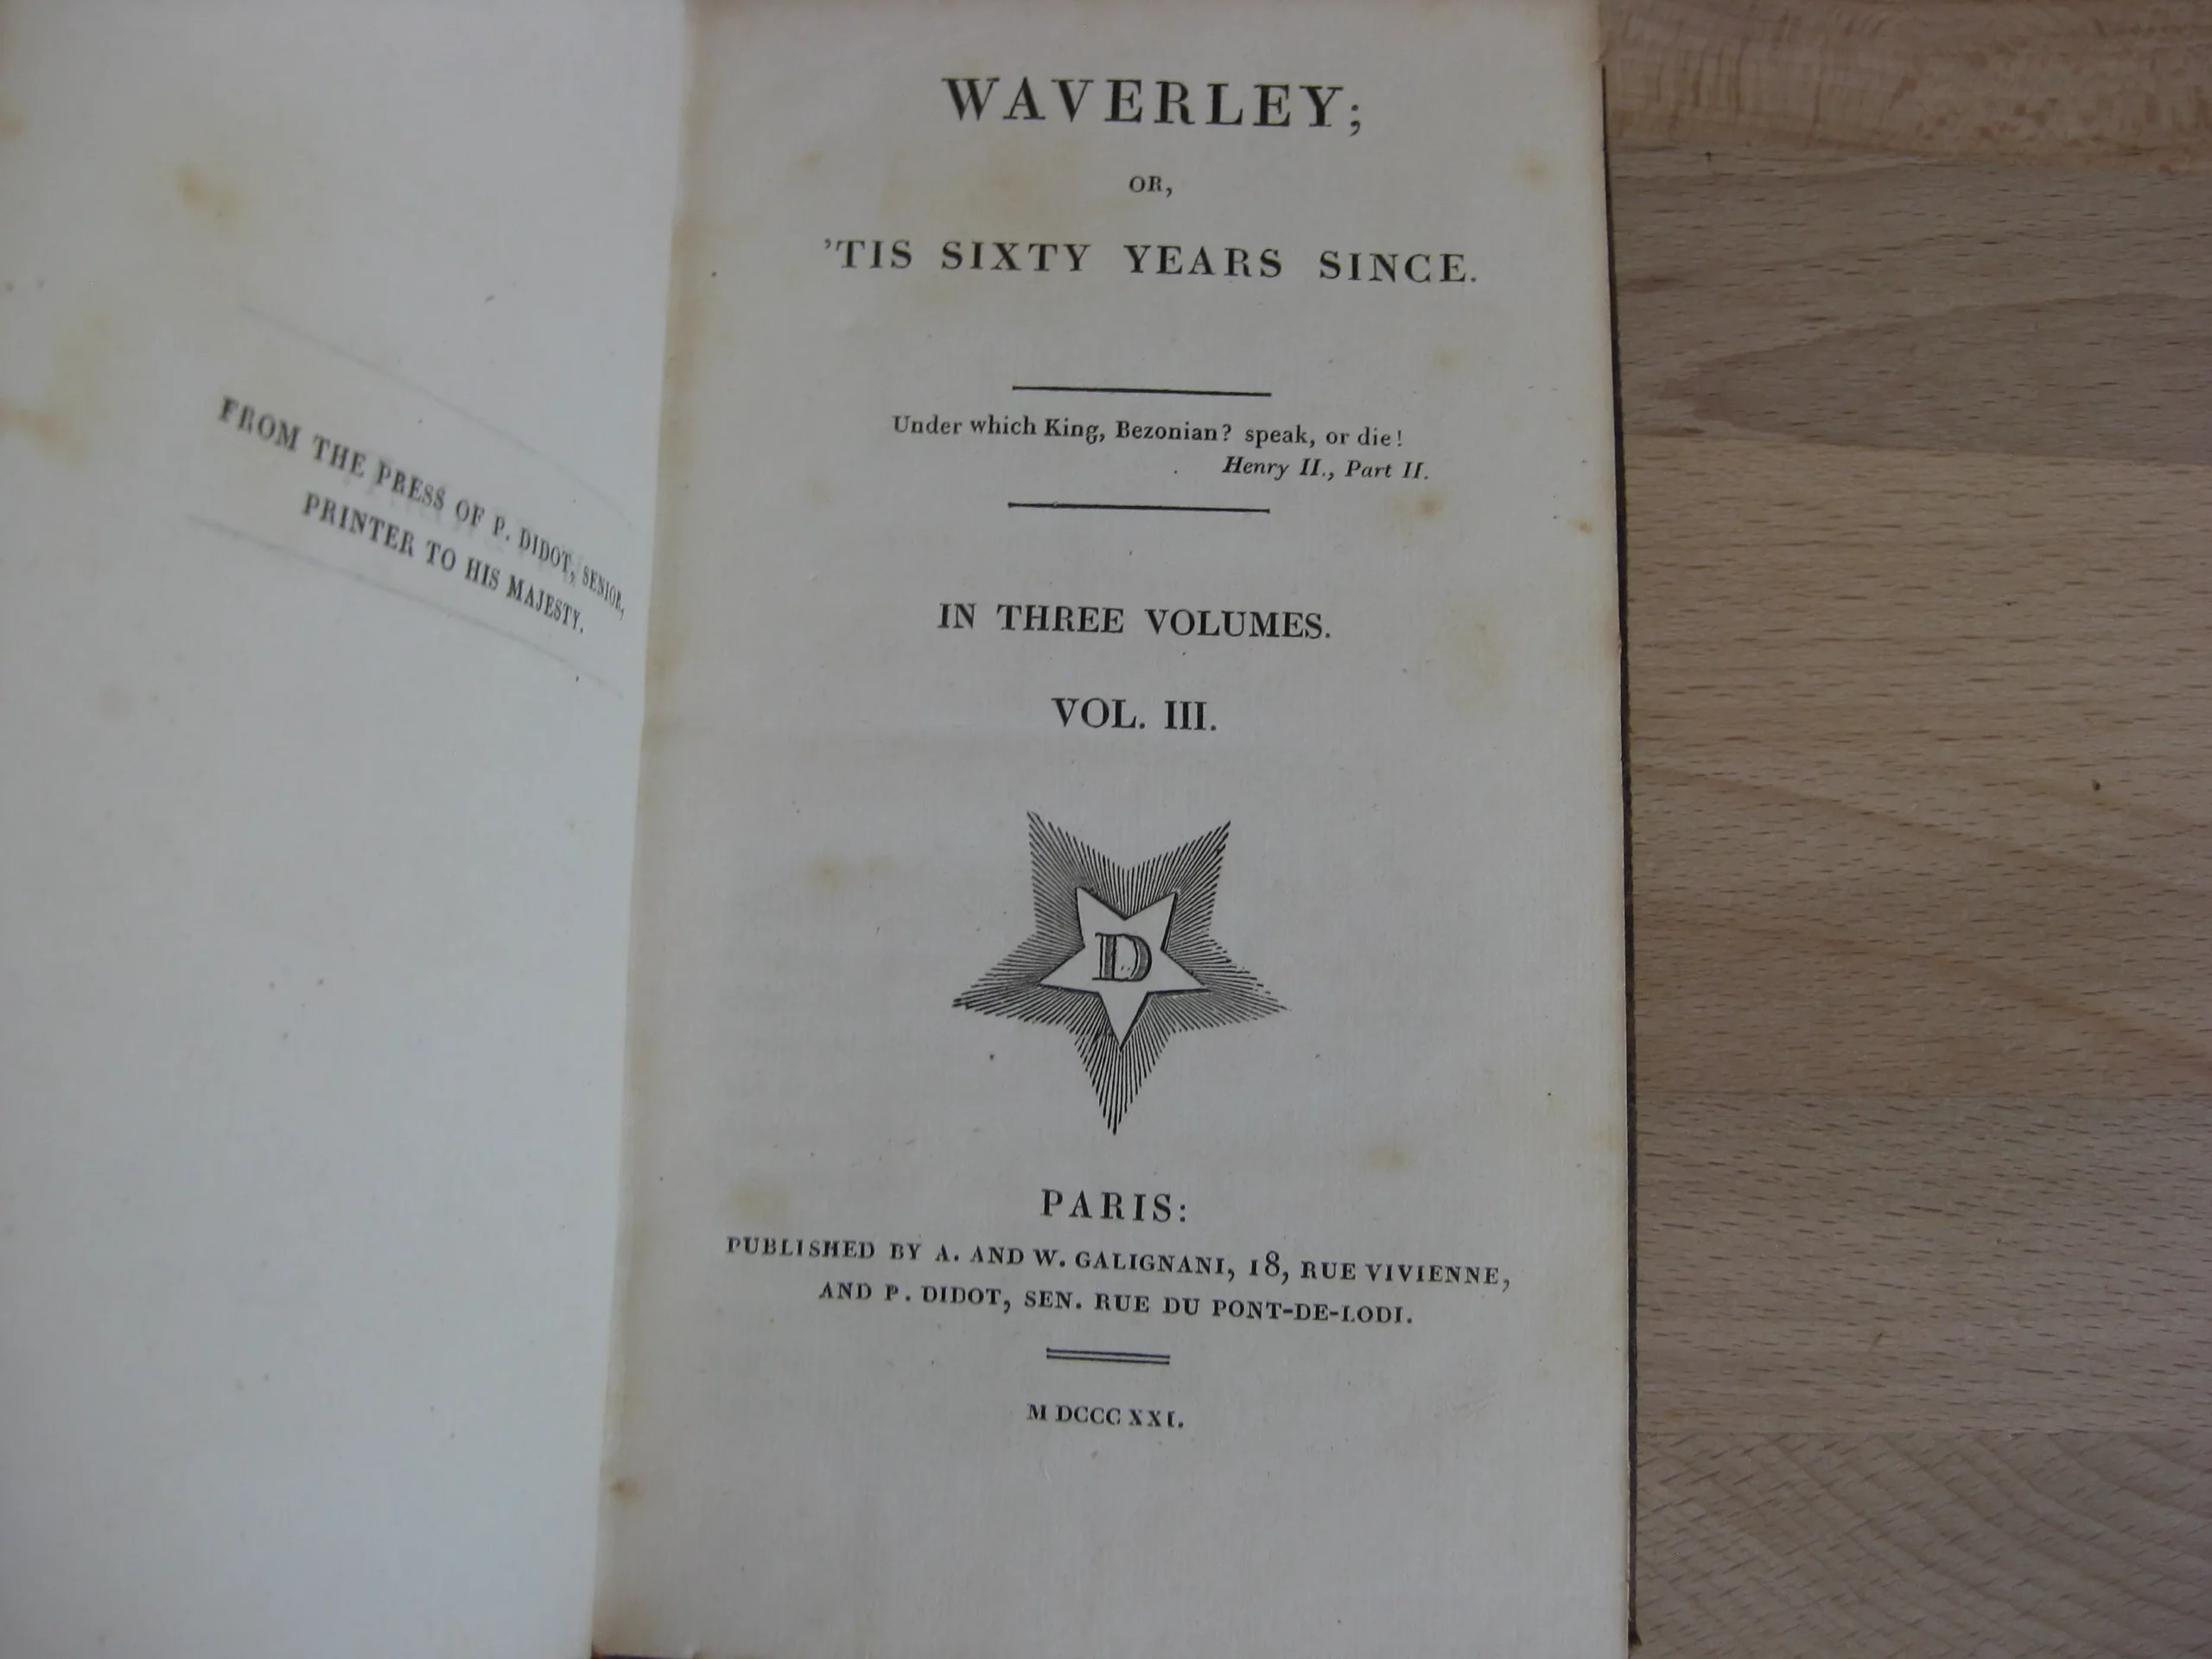 FROM THE PRESS OF P. DIDOT, SENIOR,
PRINTER TO HIS MAJESTY.
WAVERLEY;
OR,
'TIS SIXTY YEARS SINCE.
Under which King, Bezonian? speak, or die!
Henry II., Part II.
IN THREE VOLUMES.
VOL. III.
D
PARIS:
PUBLISHED BY A. AND W. GALIGNANI, 18, RUE VIVIENNE,
AND P. DIDOT, SEN. RUE DU PONT-DE-LODI.
M DCCC XXI.